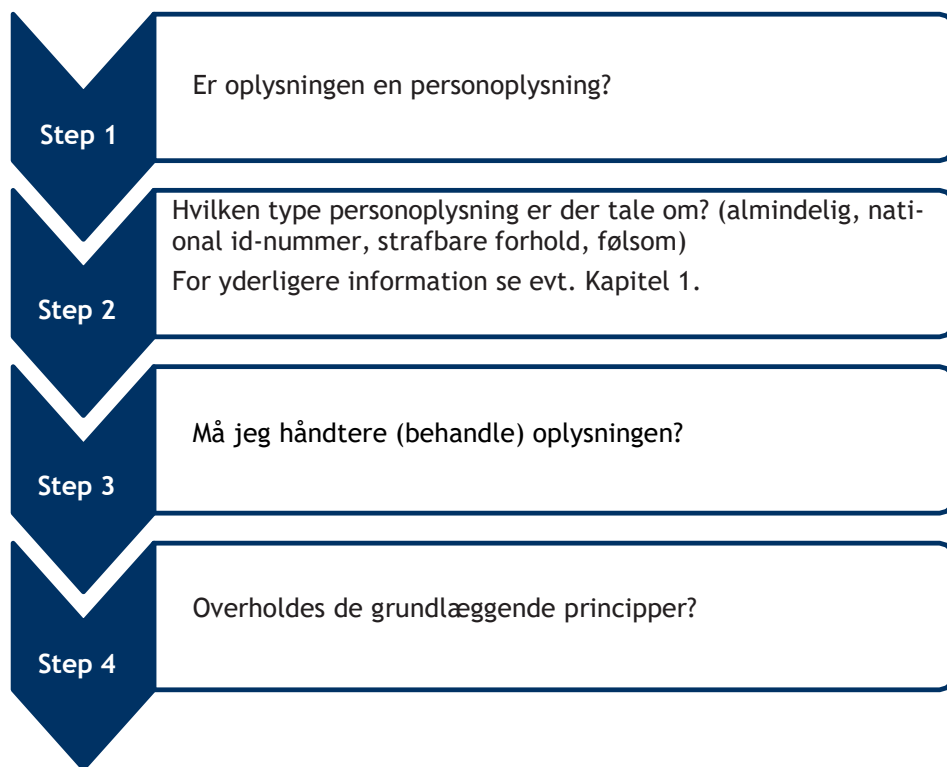 Step 1
Er oplysningen en personoplysning?
Step 2
Hvilken type personoplysning er der tale om? (almindelig, nati-
onal id-nummer, strafbare forhold, følsom)
For yderligere information se evt. Kapitel 1.
Step 3
Må jeg håndtere (behandle) oplysningen?
Step 4
Overholdes de grundlæggende principper?